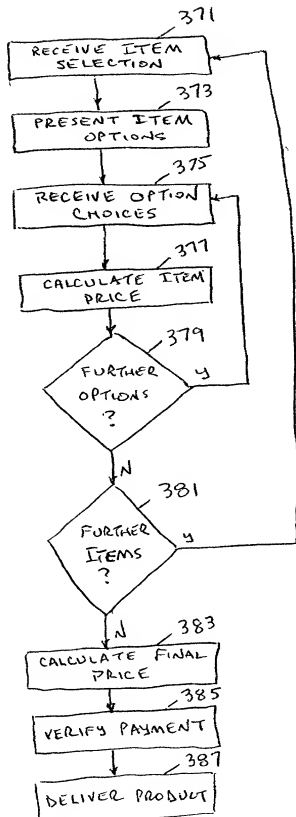 371
RECEIVE ITEM
SELECTION
373
PRESENT ITEM
OPTIONS
375
RECEIVE OPTION
CHOICES
377
CALCULATE ITEM
PRICE
379
FURTHER
OPTIONS
?
y
N
381
FURTHER
ITEMS
?
y
N
383
CALCULATE FINAL
PRICE
385
VERIFY PAYMENT
387
DELIVER PRODUCT